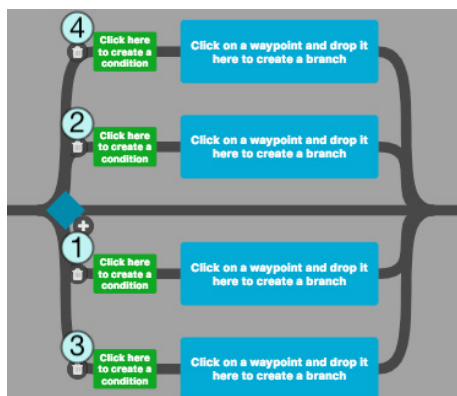 4
Click here
to create a
condition
Click on a waypoint and drop it
here to create a branch
2
Click here
to create a
condition
Click on a waypoint and drop it
here to create a branch
1
Click here
to create a
condition
Click on a waypoint and drop it
here to create a branch
3
Click here
to create a
condition
Click on a waypoint and drop it
here to create a branch